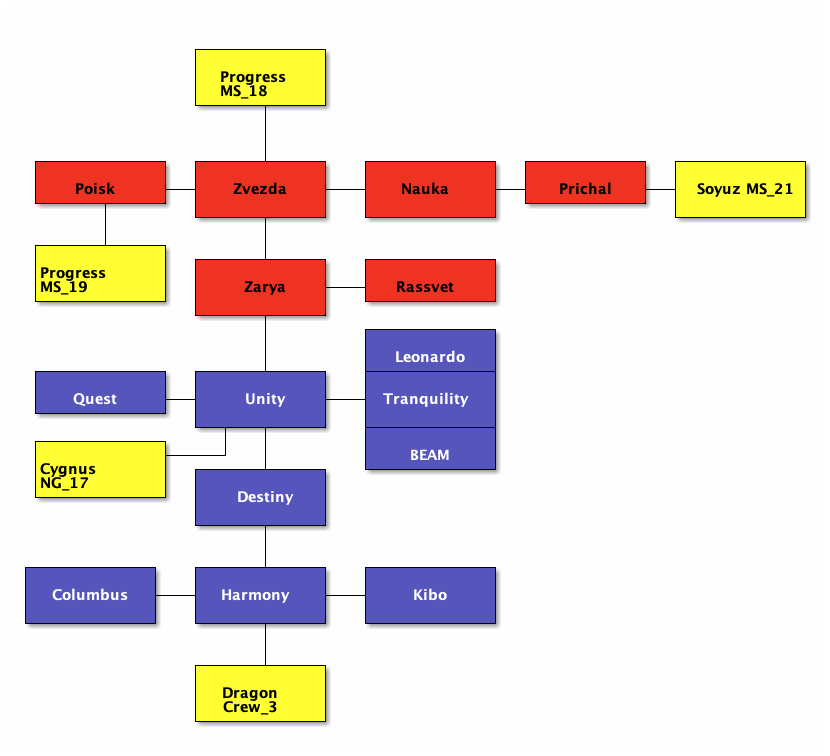 Progress
MS_18
Poisk
Zvezda
Nauka
Prichal
Soyuz MS_21
Progress
MS_19
Zarya
Rassvet
Leonardo
Quest
Unity
Tranquility
BEAM
Cygnus
NG_17
Destiny
Columbus
Harmony
Kibo
Dragon
Crew_3